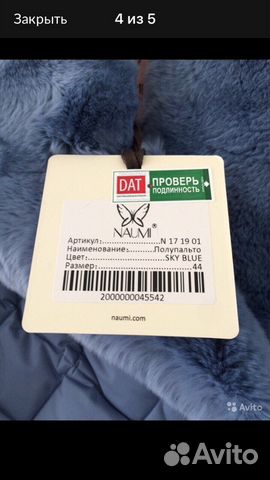 Закрыть 4 из 5
DAT ПРОВЕРЬ ПОДЛИННОСТЬ
NAUMI®
Артикул:....................N 17 19 01
Наименование:............Полупальто
Цвет:..........................SKY BLUE
Размер:...............................44
2000000045542
naumi.com
Avito
Avito